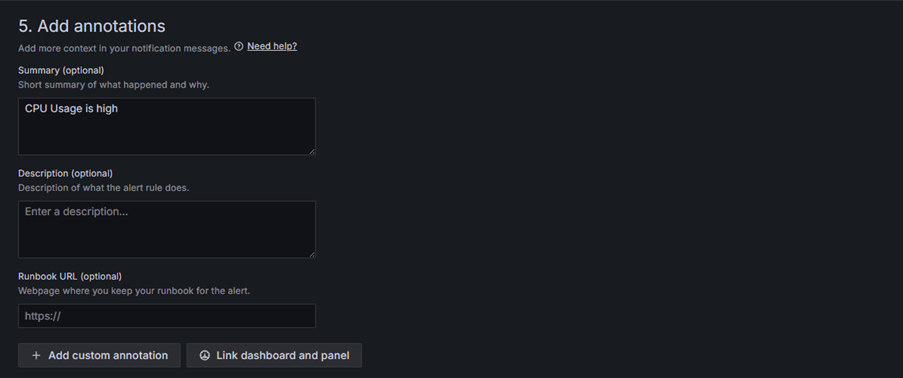 5. Add annotations
Add more context in your notification messages. Need help?
Summary (optional)
Short summary of what happened and why.
CPU Usage is high
Description (optional)
Description of what the alert rule does.
Enter a description...
Runbook URL (optional)
Webpage where you keep your runbook for the alert.
https://
+ Add custom annotation Link dashboard and panel